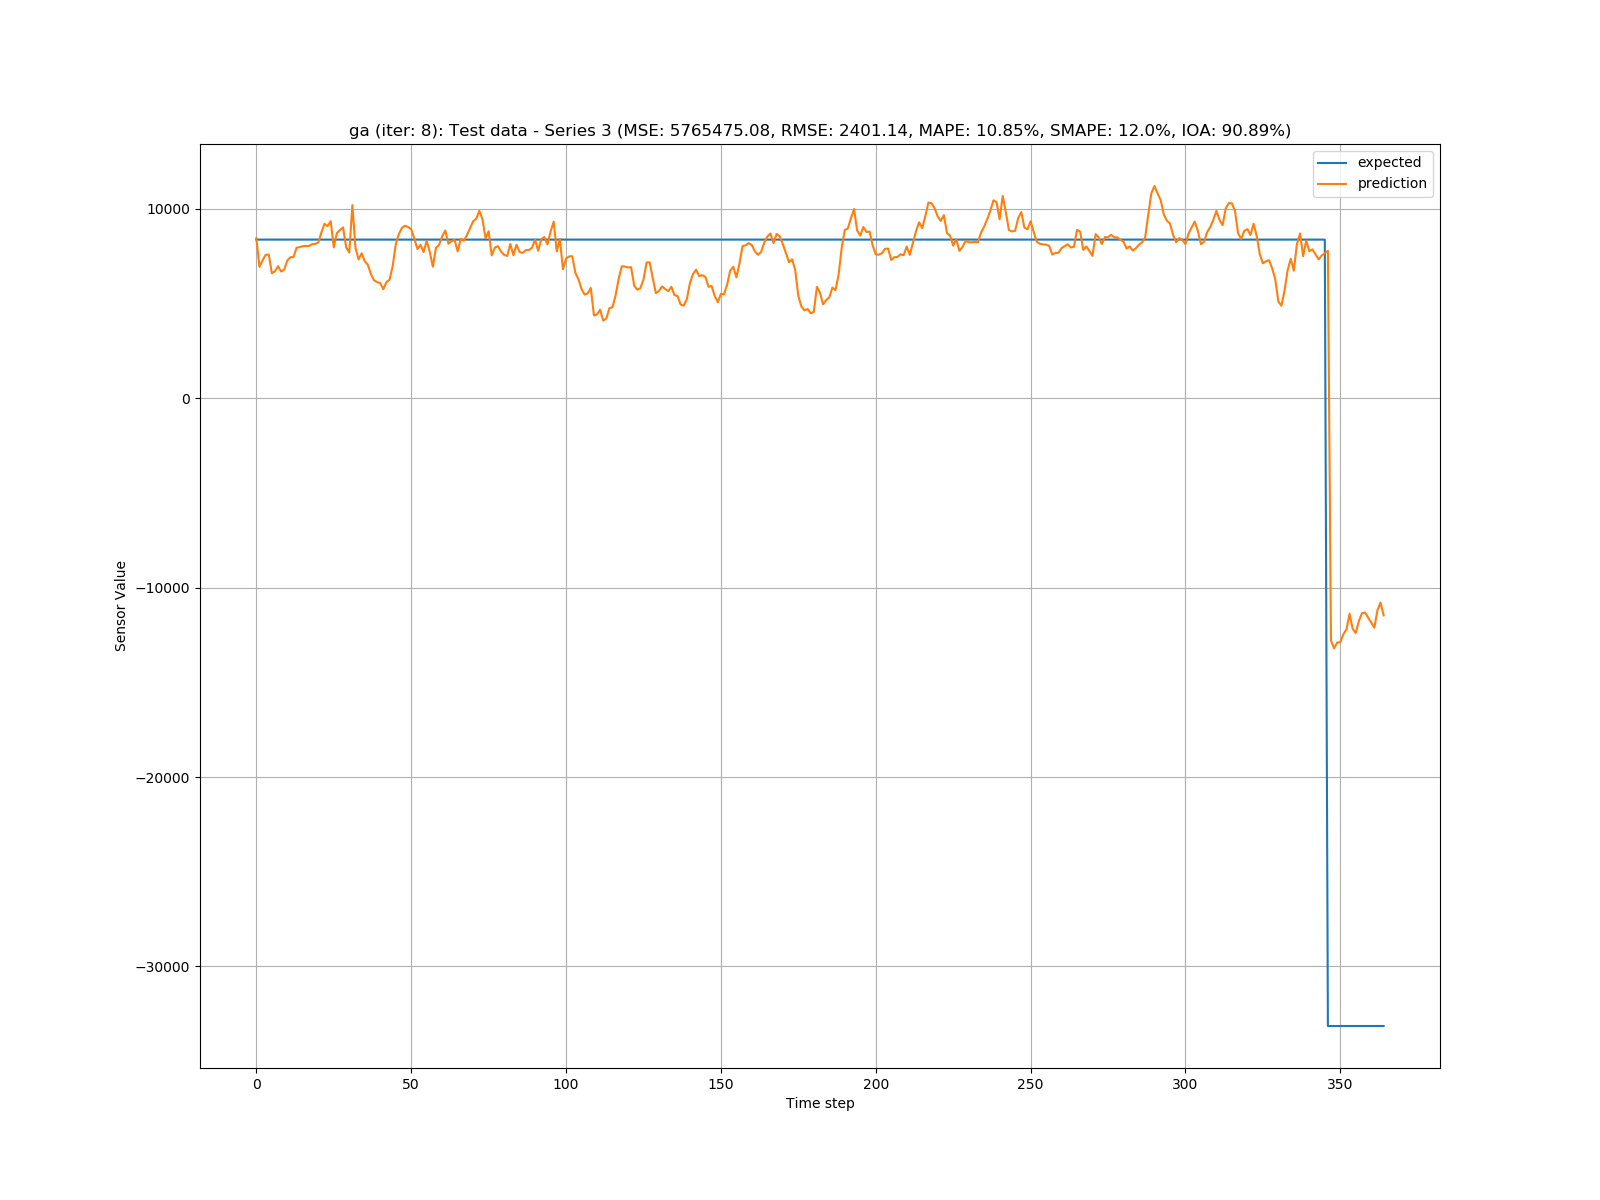 ga (iter: 8): Test data - Series 3 (MSE: 5765475.08, RMSE: 2401.14, MAPE: 10.85%, SMAPE: 12.0%, IOA: 90.89%)
expected
prediction
10000
0
−10000
−20000
−30000
Sensor Value
0 50 100 150 200 250 300 350
Time step